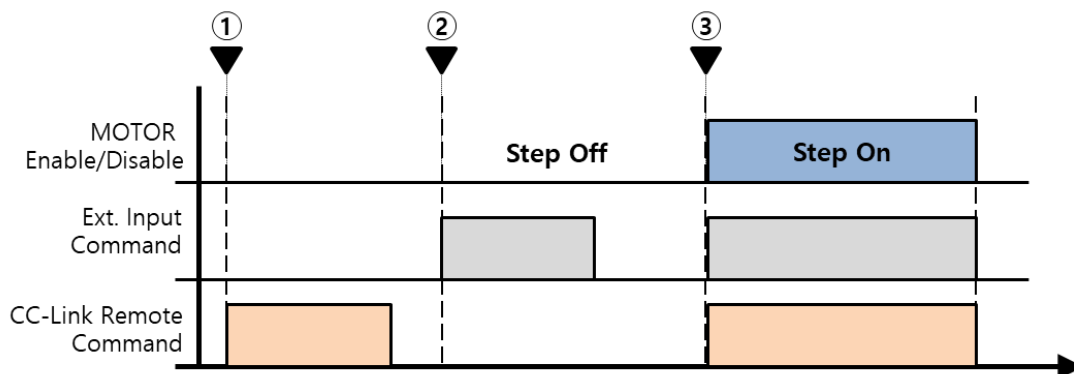 ① ② ③
MOTOR
Enable/Disable
Step Off
Step On
Ext. Input
Command
CC-Link Remote
Command